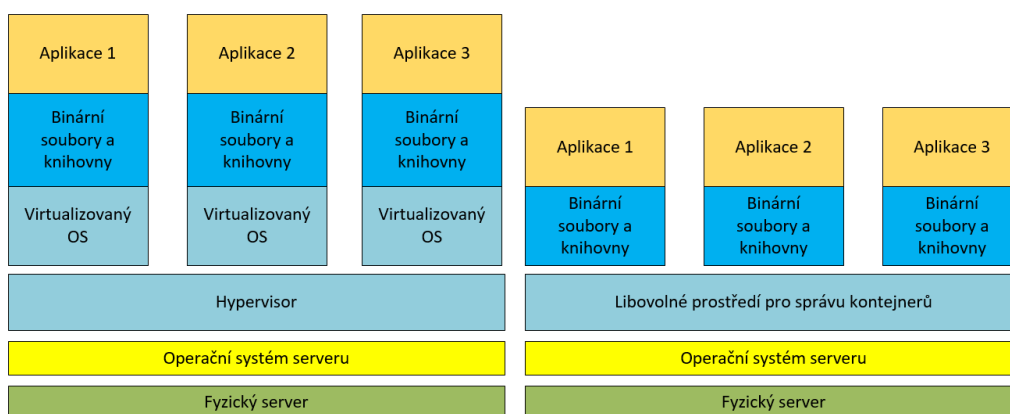 Aplikace 1
Aplikace 2
Aplikace 3
Binární
soubory a
knihovny
Binární
soubory a
knihovny
Binární
soubory a
knihovny
Virtualizovaný
OS
Virtualizovaný
OS
Virtualizovaný
OS
Hypervisor
Operační systém serveru
Fyzický server
Aplikace 1
Aplikace 2
Aplikace 3
Binární
soubory a
knihovny
Binární
soubory a
knihovny
Binární
soubory a
knihovny
Libovolné prostředí pro správu kontejnerů
Operační systém serveru
Fyzický server